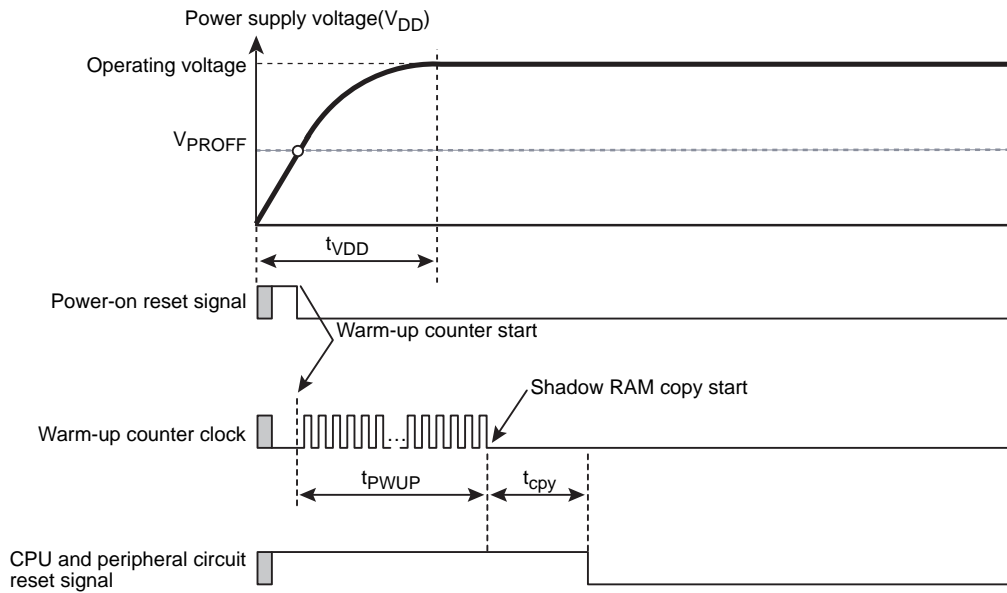 Power supply voltage(VDD)
Operating voltage
VPROFF
tVDD
Power-on reset signal
Warm-up counter start
Shadow RAM copy start
Warm-up counter clock
...
tPWUP
tcpy
CPU and peripheral circuit
reset signal